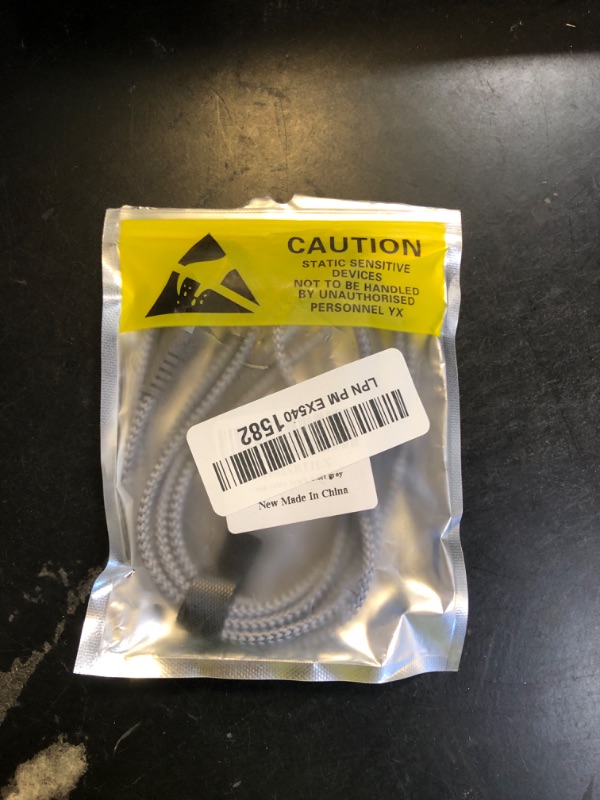 CAUTION
STATIC SENSITIVE
DEVICES
NOT TO BE HANDLED
BY UNAUTHORISED
PERSONNEL YX
LPN PM EX540 1582
gray
New Made In China